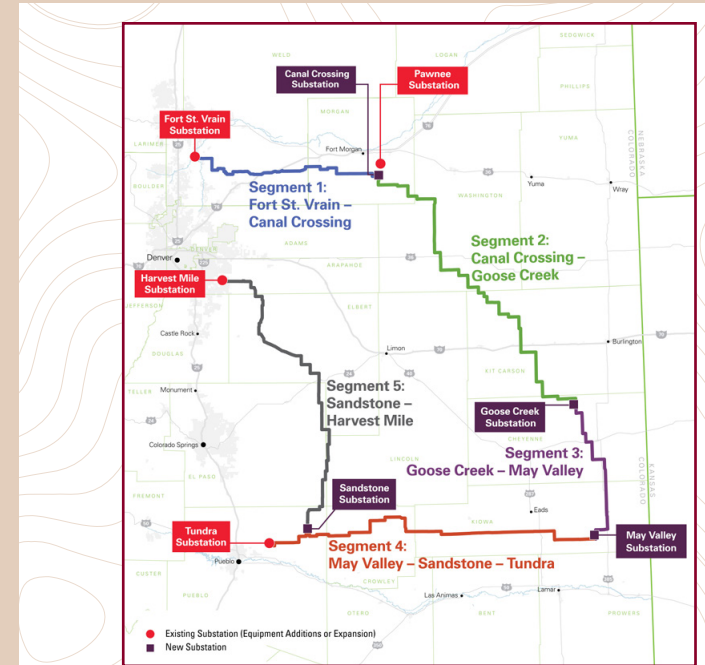 SEDGWICK
WELD
LOGAN
Canal Crossing
Substation
Pawnee
Substation
PHILLIPS
MORGAN
Fort St. Vrain
Substation
YUMA
LARIMER
Fort Morgan
COLORADO
NEBRASKA
BOULDER
Segment 1:
Fort St. Vrain –
Canal Crossing
WASHINGTON
Yuma
Wray
ADAMS
Segment 2:
Canal Crossing –
Goose Creek
Denver
DENVER
ARAPAHOE
Harvest Mile
Substation
JEFFERSON
ELBERT
Castle Rock
Limon
Burlington
DOUGLAS
KIT CARSON
TELLER
Monument
Segment 5:
Sandstone –
Harvest Mile
Goose Creek
Substation
CHEYENNE
Colorado Springs
LINCOLN
Segment 3:
Goose Creek – May Valley
COLORADO
KANSAS
EL PASO
Sandstone
Substation
FREMONT
Eads
KIOWA
Tundra
Substation
May Valley
Substation
Segment 4:
May Valley – Sandstone – Tundra
Pueblo
CUSTER
CROWLEY
PUEBLO
Las Animas
Lamar
OTERO
BENT
PROWERS
Existing Substation (Equipment Additions or Expansion)
New Substation